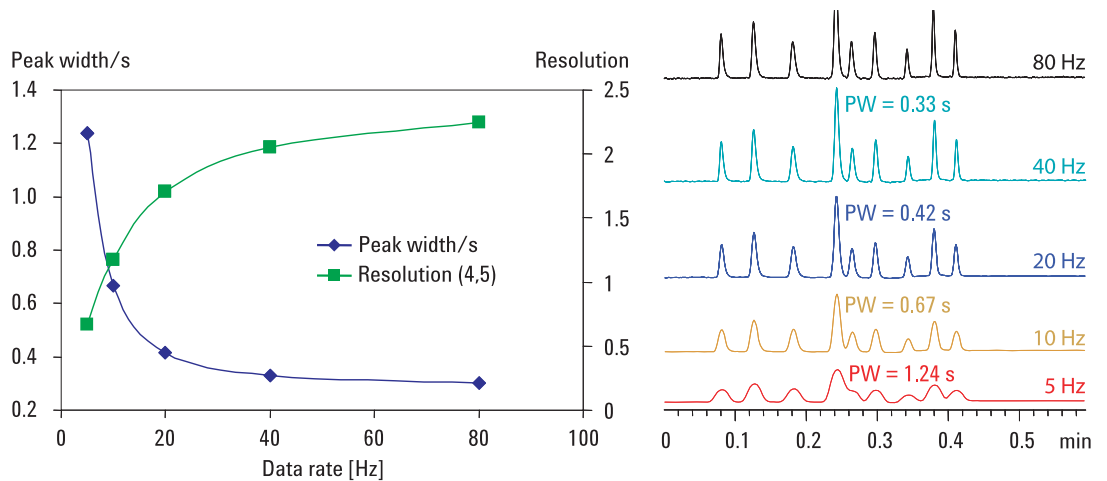 Peak width/s
Resolution
1.4
1.2
1.0
0.8
0.6
0.4
0.2
2.5
2
1.5
1
0.5
0
Peak width/s
Resolution (4,5)
0
20
40
60
80
100
Data rate [Hz]
80 Hz
PW = 0.33 s
40 Hz
PW = 0.42 s
20 Hz
PW = 0.67 s
10 Hz
PW = 1.24 s
5 Hz
0
0.1
0.2
0.3
0.4
0.5
min